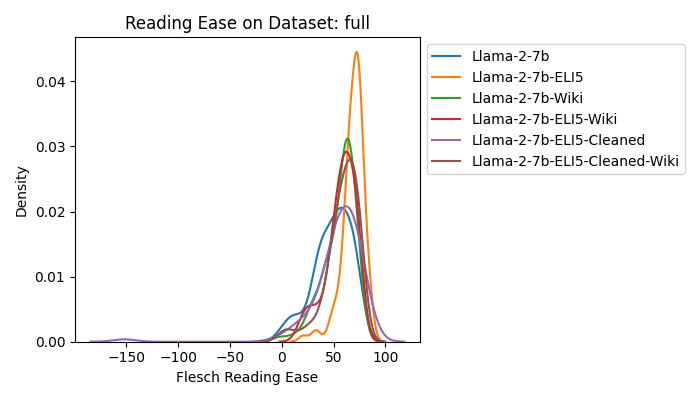 Reading Ease on Dataset: full
Density
0.04
0.03
0.02
0.01
0.00
−150
−100
−50
0
50
100
Flesch Reading Ease
Llama-2-7b
Llama-2-7b-ELI5
Llama-2-7b-Wiki
Llama-2-7b-ELI5-Wiki
Llama-2-7b-ELI5-Cleaned
Llama-2-7b-ELI5-Cleaned-Wiki